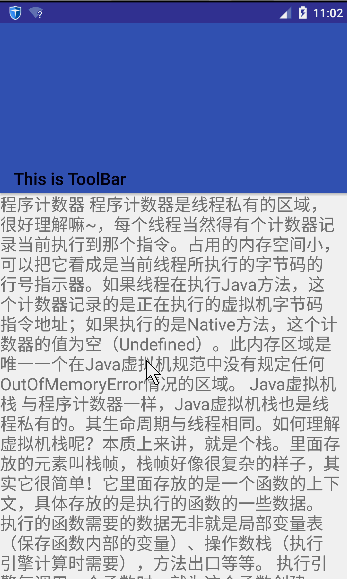 11:02
This is ToolBar
程序计数器 程序计数器是线程私有的区域，
很好理解嘛~，每个线程当然得有个计数器记
录当前执行到那个指令。占用的内存空间小，
可以把它看成是当前线程所执行的字节码的
行号指示器。如果线程在执行Java方法，这
个计数器记录的是正在执行的虚拟机字节码
指令地址；如果执行的是Native方法，这个计
数器的值为空（Undefined）。此内存区域是
唯一一个在Java虚拟机规范中没有规定任何
OutOfMemoryError情况的区域。 Java虚拟机
栈 与程序计数器一样，Java虚拟机栈也是线
程私有的。其生命周期与线程相同。如何理解
虚拟机栈呢？本质上来讲，就是个栈。里面存
放的元素叫栈帧，栈帧好像很复杂的样子，其
实它很简单！它里面存放的是一个函数的上下
文，具体存放的是执行的函数的一些数据。
执行的函数需要的数据无非就是局部变量表
（保存函数内部的变量）、操作数栈（执行
引擎计算时需要），方法出口等等。 执行引